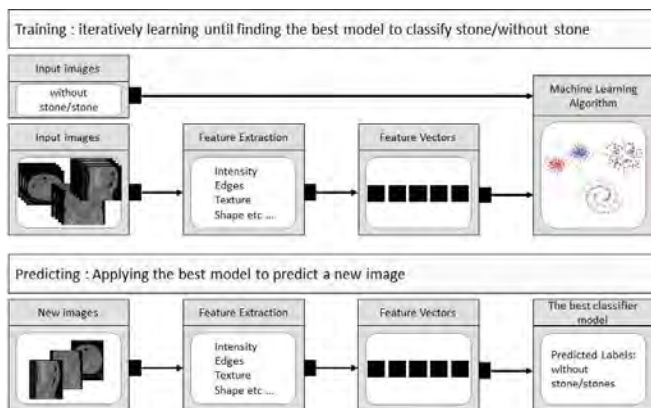 Training : iteratively learning until finding the best model to classify stone/without stone
Input images
without
stone/stone
Machine Learning
Algorithm
Input images
Feature Extraction
Feature Vectors
Intensity
Edges
Texture
Shape etc ...
Predicting : Applying the best model to predict a new image
New images
Feature Extraction
Feature Vectors
The best classifier
model
Intensity
Edges
Texture
Shape etc ...
Predicted Labels:
without
stone/stones